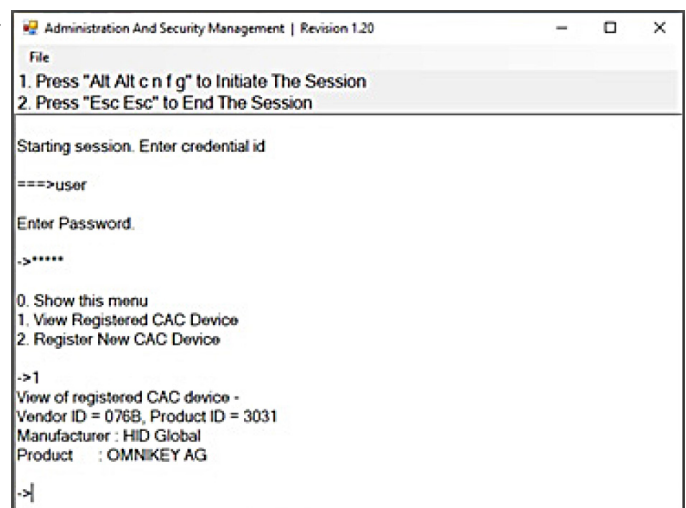 Administration And Security Management | Revision 1.20
File
1. Press "Alt Alt c n f g" to Initiate The Session
2. Press "Esc Esc" to End The Session
Starting session. Enter credential id
===>user
Enter Password.
->*****
0. Show this menu
1. View Registered CAC Device
2. Register New CAC Device
->1
View of registered CAC device -
Vendor ID = 076B, Product ID = 3031
Manufacturer : HID Global
Product : OMNIKEY AG
->